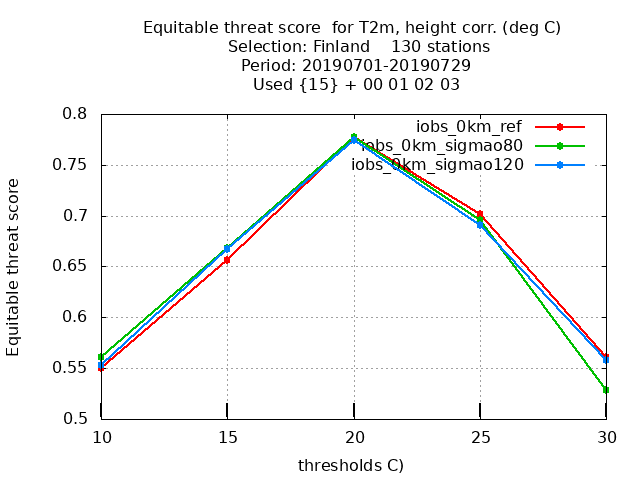 Equitable threat score  for T2m, height corr. (deg C)
Selection: Finland    130 stations
Period: 20190701-20190729
Used {15} + 00 01 02 03
0.8
0.75
0.7
0.65
0.6
0.55
0.5
Equitable threat score
iobs_0km_ref
iobs_0km_sigmao80
iobs_0km_sigmao120
10 15 20 25 30
thresholds C)